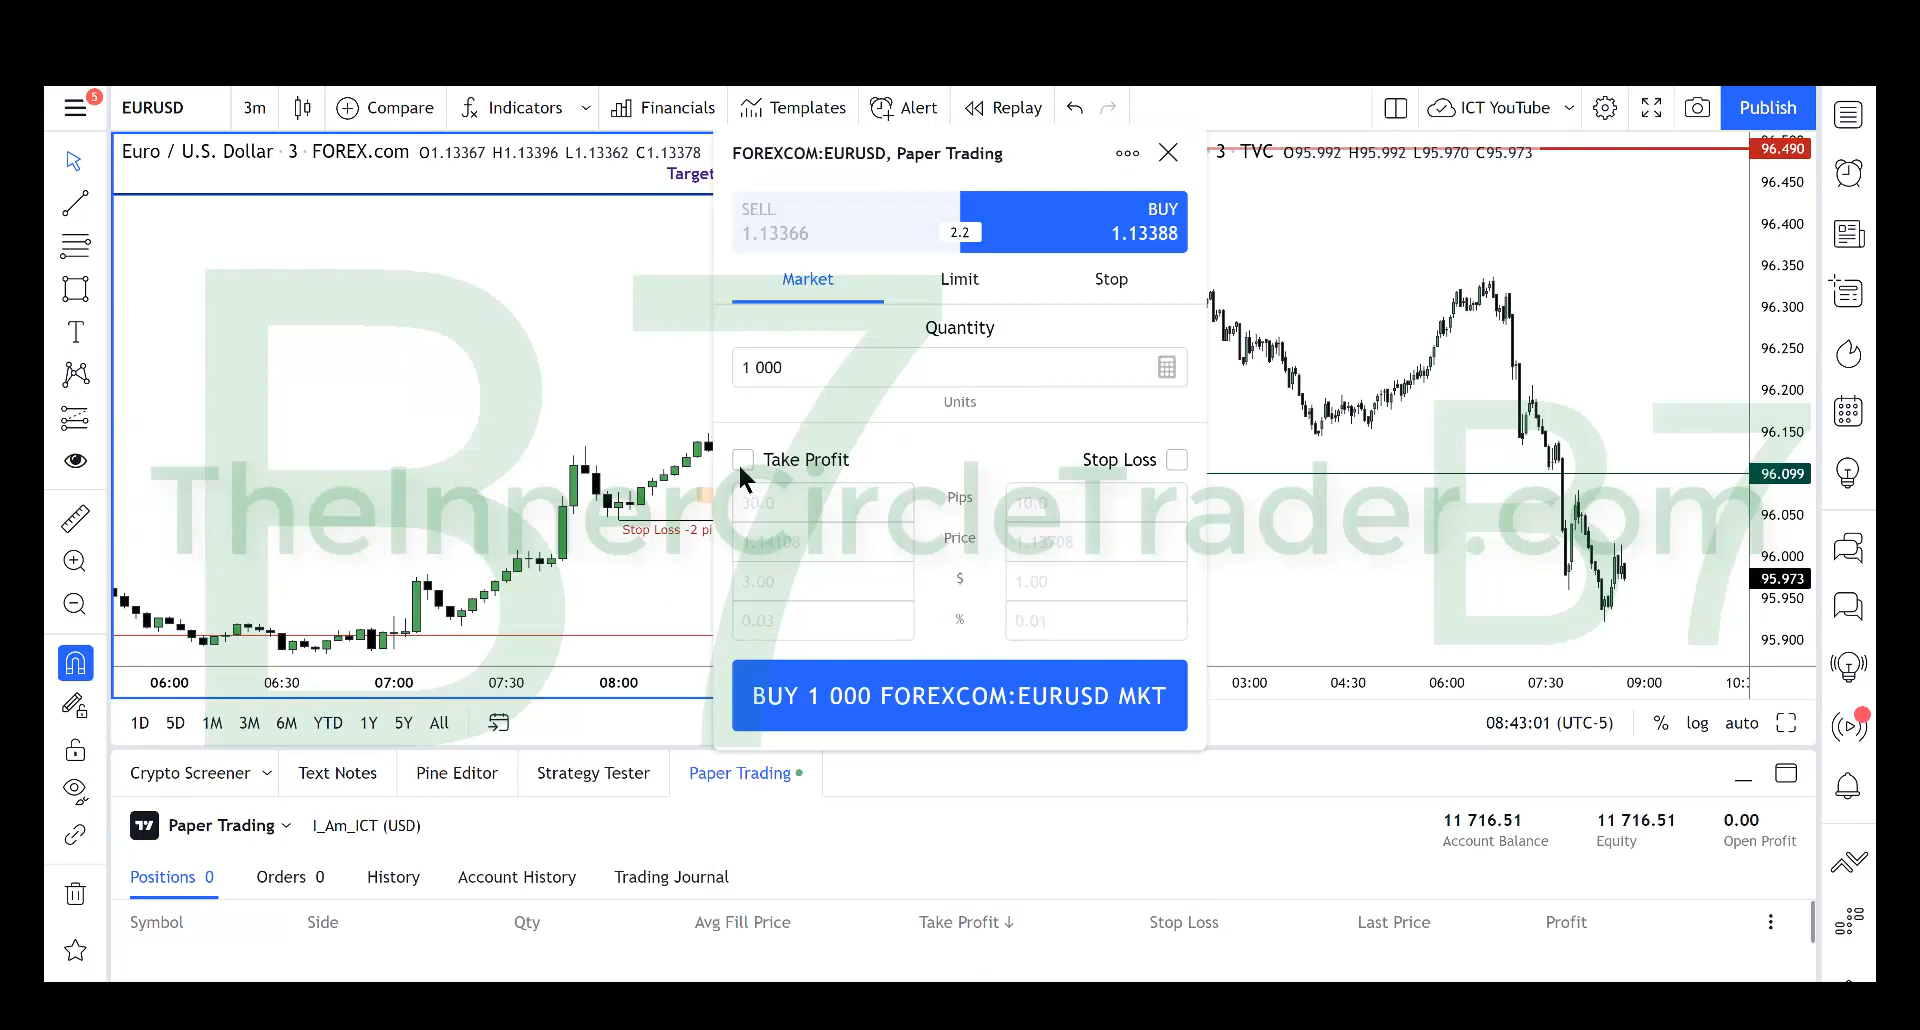 5
EURUSD
3m
Compare
Indicators
Financials
Templates
Alert
Replay
ICT YouTube
Publish
Euro / U.S. Dollar · 3 · FOREX.com O1.13367 H1.13396 L1.13362 C1.13378
Target
FOREXCOM:EURUSD, Paper Trading
3 · TVC O95.992 H95.992 L95.970 C95.973
SELL
1.13366
2.2
BUY
1.13388
Market
Limit
Stop
Quantity
1 000
Units
Take Profit
Stop Loss
30.0
Pips
10.0
1.14108
Price
1.13708
3.00
$
1.00
0.03
%
0.01
BUY 1 000 FOREXCOM:EURUSD MKT
Stop Loss -2 pi
B7
TheInnerCircleTrader.com
B7
96.490
96.450
96.400
96.350
96.300
96.250
96.200
96.150
96.099
96.050
96.000
95.973
95.950
95.900
06:00
06:30
07:00
07:30
08:00
03:00
04:30
06:00
07:30
09:00
10:
1D
5D
1M
3M
6M
YTD
1Y
5Y
All
08:43:01 (UTC-5)
%
log
auto
Crypto Screener
Text Notes
Pine Editor
Strategy Tester
Paper Trading
Paper Trading
I_Am_ICT (USD)
11 716.51
Account Balance
11 716.51
Equity
0.00
Open Profit
Positions 0
Orders 0
History
Account History
Trading Journal
Symbol
Side
Qty
Avg Fill Price
Take Profit ↓
Stop Loss
Last Price
Profit